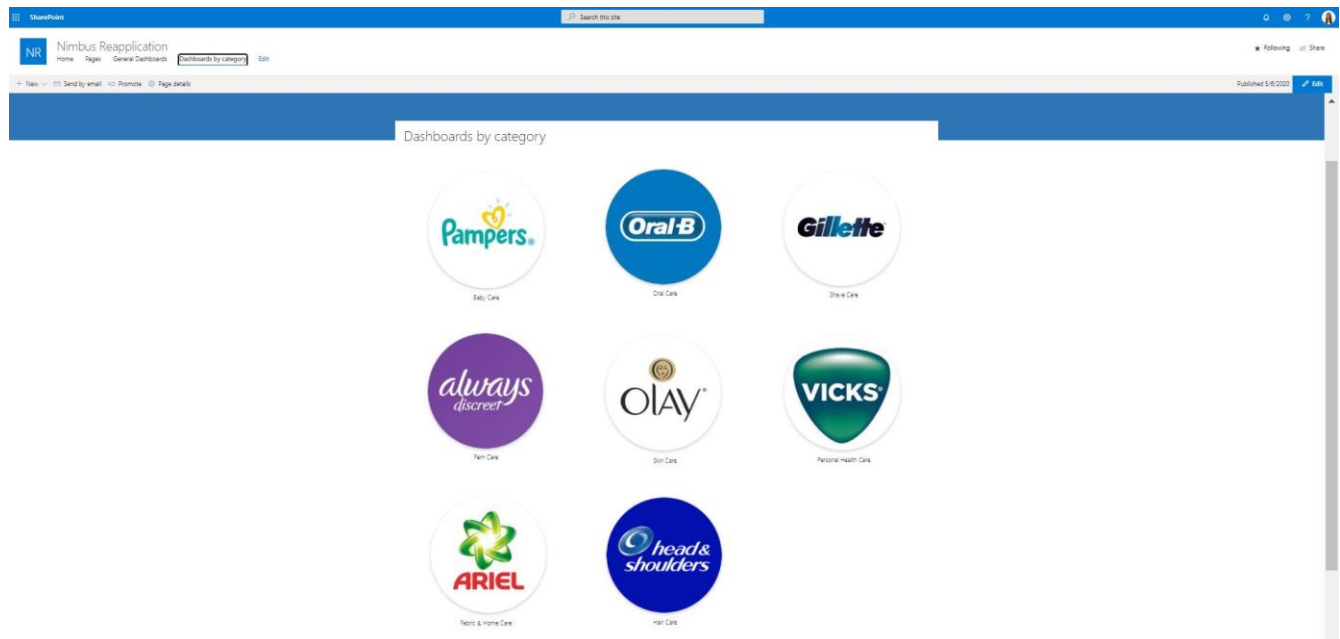 SharePoint
Search this site
?
NR
Nimbus Reapplication
Home Pages General Dashboards Dashboards by category Edit
Following Share
+ New Send by email Promote Page details
Published 5/6/2020 Edit
Dashboards by category
Pampers®
Oral-B
Gillette
Baby Care
Oral Care
Shave Care
always
discreet
OLAY®
VICKS®
Fem Care
Skin Care
Personal Health Care
ARIEL
head &
shoulders
Fabric & Home Care
Hair Care